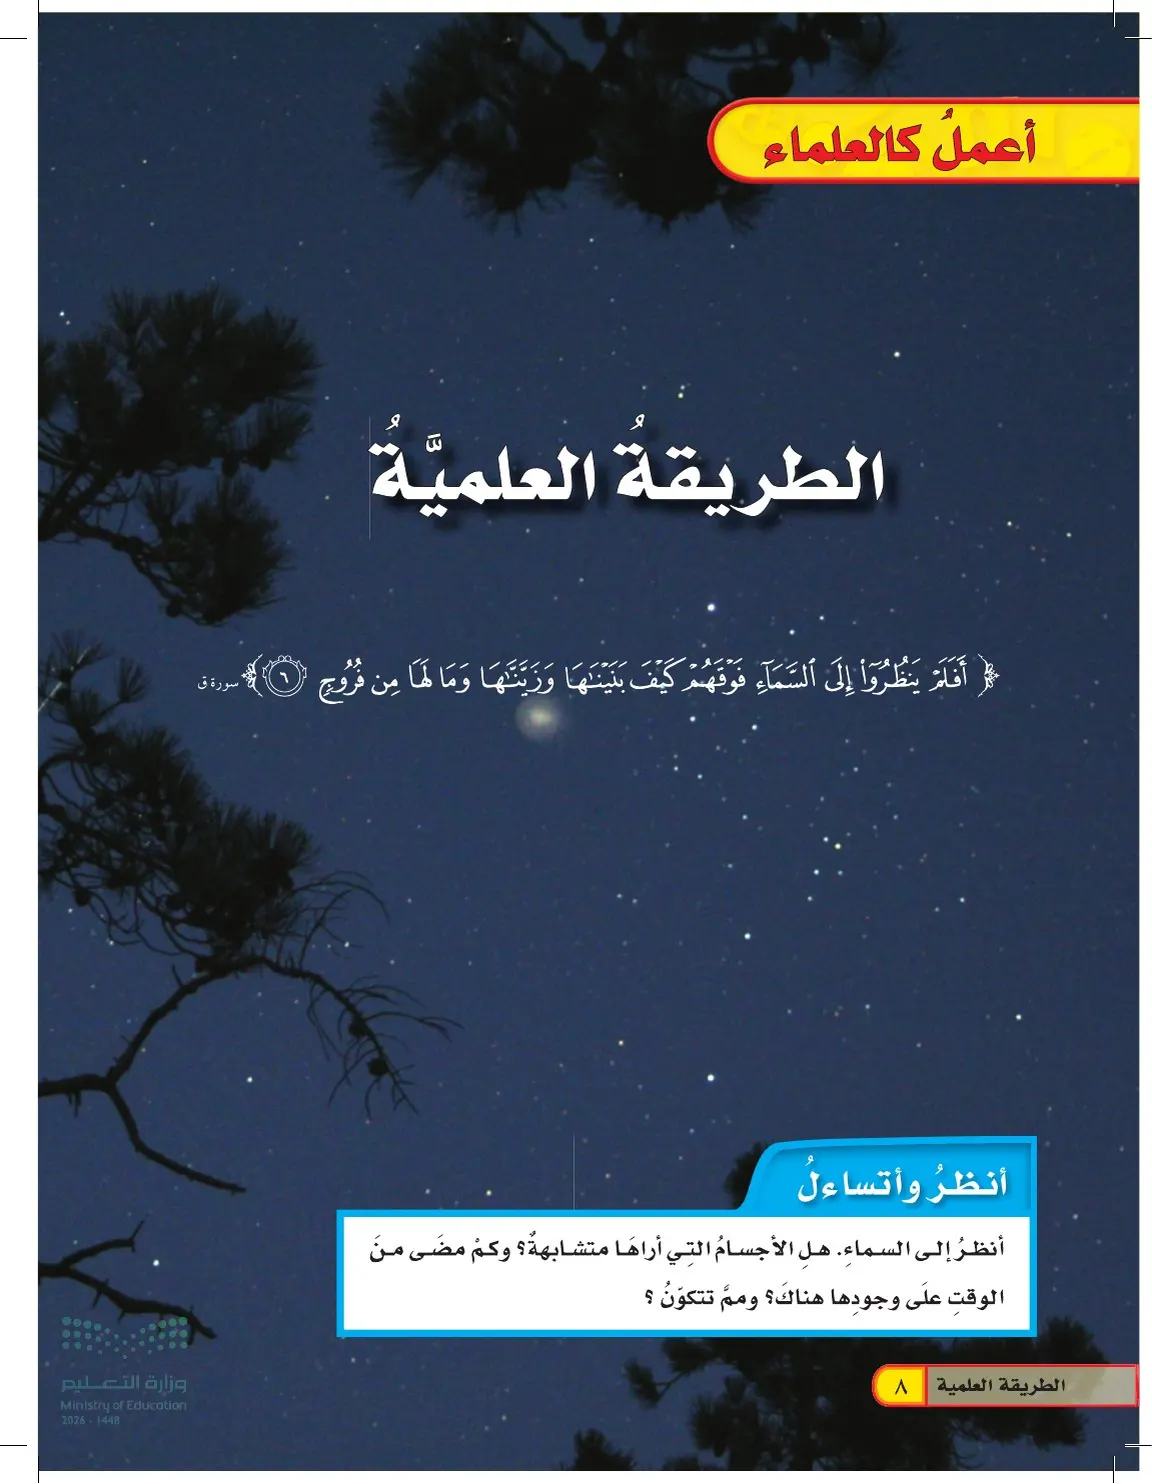 أعملُ كالعلماءِ
الطريقةُ العلميَّةُ
﴿ أَفَلَمْ يَنظُرُوٓا۟ إِلَى ٱلسَّمَآءِ فَوْقَهُمْ كَيْفَ بَنَيْنَـٰهَا وَزَيَّنَّـٰهَا وَمَا لَهَا مِن فُرُوجٍ ٦ ﴾ سورة ق
أنظرُ وأتساءلُ
أنظرُ إلى السماءِ. هلِ الأجسامُ التِي أراهَا متشابهةٌ؟ وكمْ مضَى منَ
الوقتِ علَى وجودِها هناكَ؟ وممَّ تتكوّنُ ؟
٨ الطريقة العلمية
وزارة التعليم
Ministry of Education
2026 - 1448